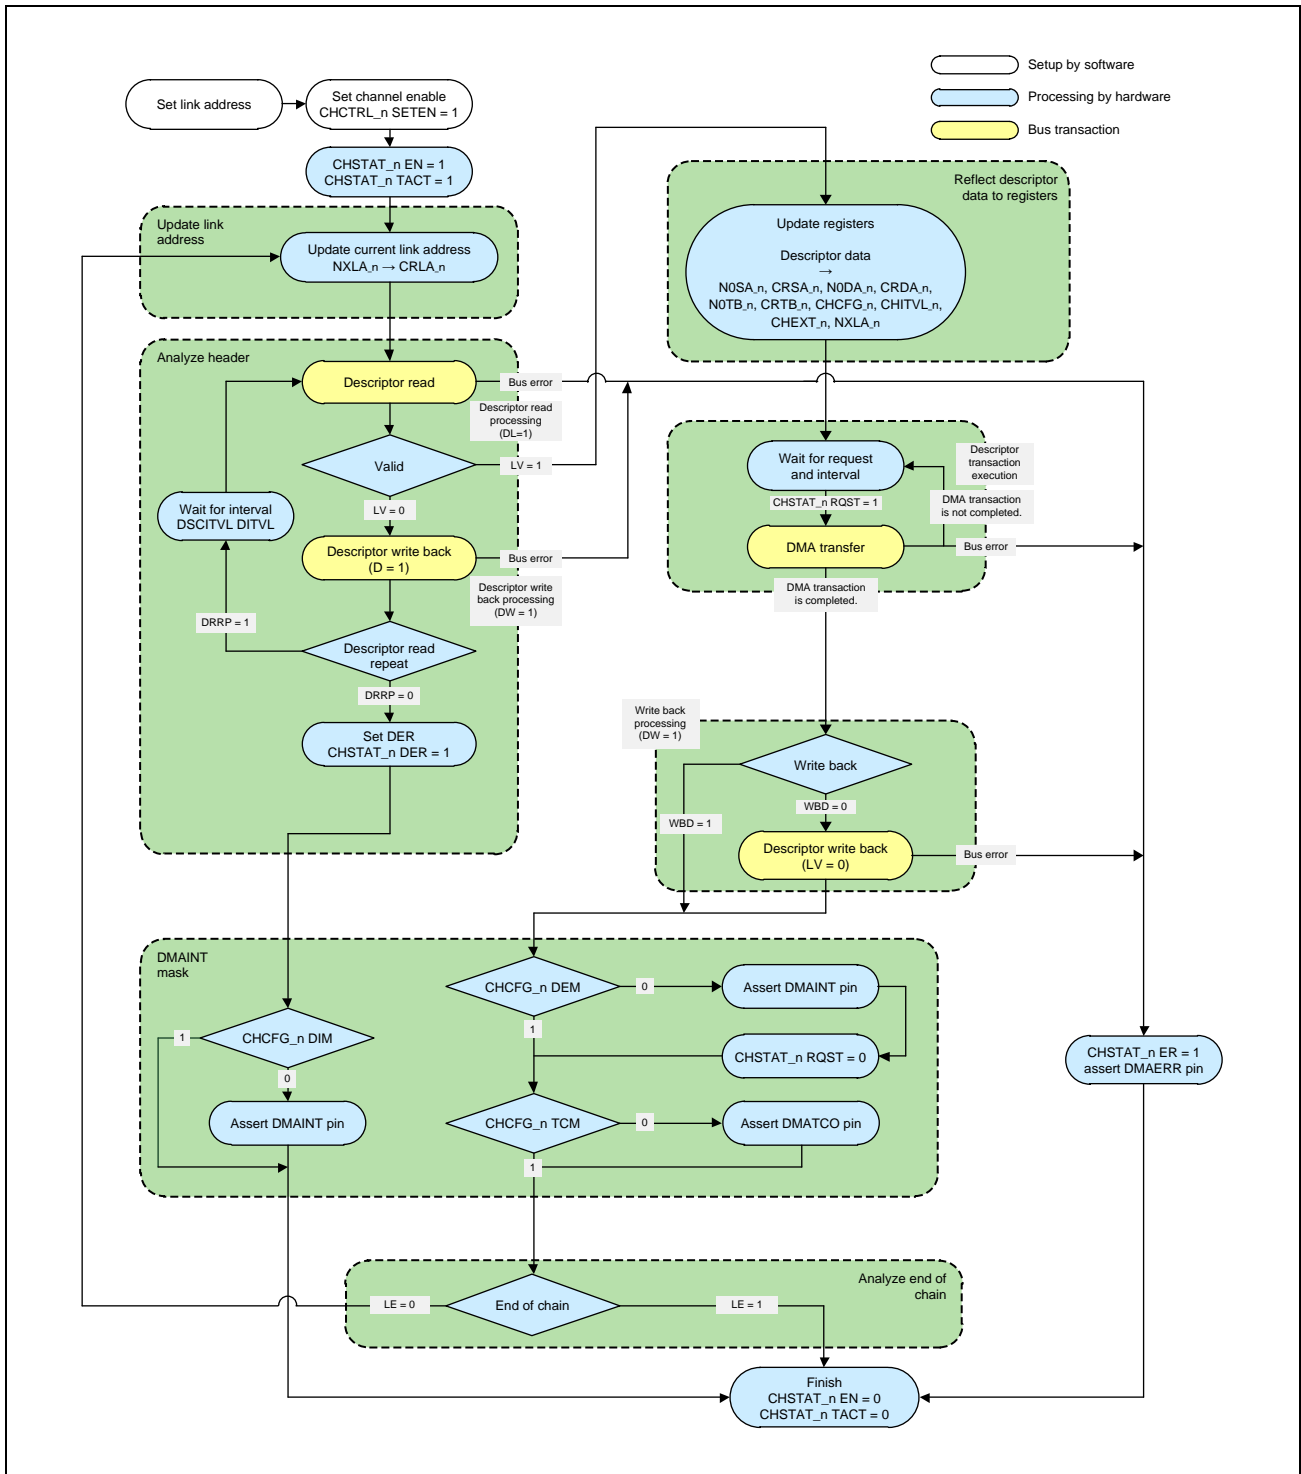 Setup by software
Processing by hardware
Bus transaction
Set link address
Set channel enable
CHCTRL_n SETEN = 1
CHSTAT_n EN = 1
CHSTAT_n TACT = 1
Update link
address
Update current link address
NXLA_n → CRLA_n
Reflect descriptor
data to registers
Update registers
Descriptor data
→
N0SA_n, CRSA_n, N0DA_n, CRDA_n,
N0TB_n, CRTB_n, CHCFG_n, CHITVL_n,
CHEXT_n, NXLA_n
Analyze header
Descriptor read
Bus error
Descriptor read
processing
(DL=1)
Valid
LV = 1
LV = 0
Wait for interval
DSCITVL DITVL
Descriptor write back
(D = 1)
Bus error
Descriptor write
back processing
(DW = 1)
DRRP = 1
Descriptor read
repeat
DRRP = 0
Set DER
CHSTAT_n DER = 1
Wait for request
and interval
Descriptor
transaction
execution
CHSTAT_n RQST = 1
DMA transaction
is not completed.
DMA transfer
Bus error
DMA transaction
is completed.
Write back
processing
(DW = 1)
Write back
WBD = 0
WBD = 1
Descriptor write back
(LV = 0)
Bus error
DMAINT
mask
CHCFG_n DEM
0
Assert DMAINT pin
1
CHSTAT_n RQST = 0
1
CHCFG_n DIM
0
Assert DMAINT pin
CHCFG_n TCM
0
Assert DMATCO pin
1
CHSTAT_n ER = 1
assert DMAERR pin
Analyze end of
chain
LE = 0
End of chain
LE = 1
Finish
CHSTAT_n EN = 0
CHSTAT_n TACT = 0